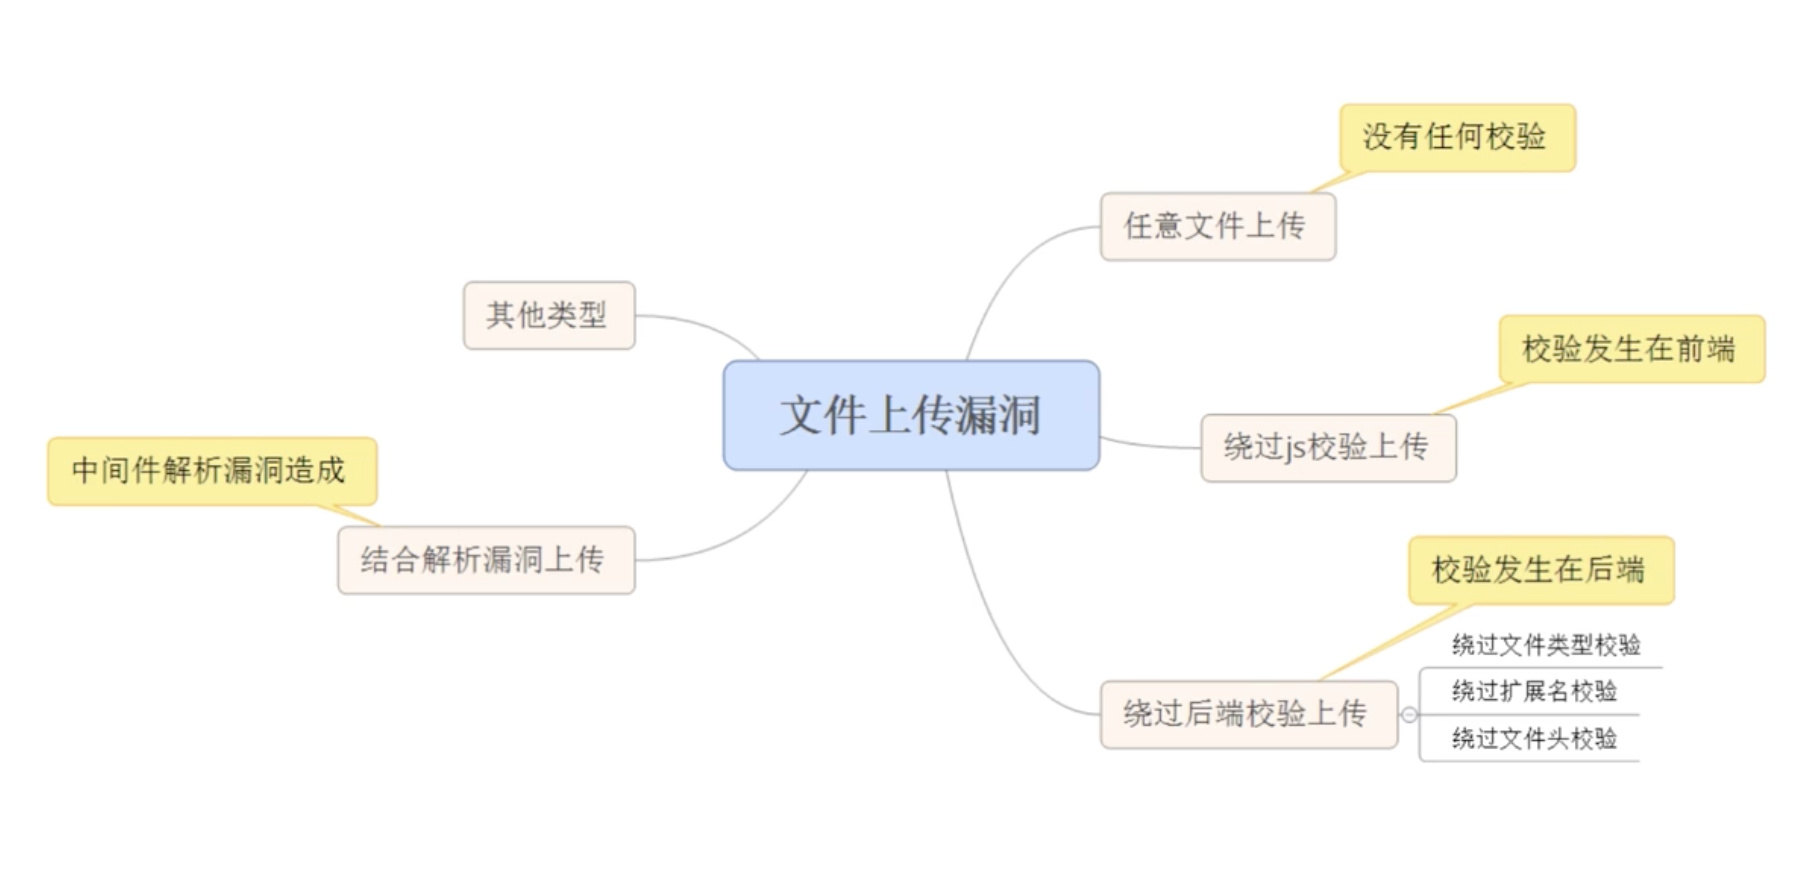 没有任何校验
任意文件上传
其他类型
校验发生在前端
文件上传漏洞
绕过js校验上传
中间件解析漏洞造成
结合解析漏洞上传
校验发生在后端
绕过文件类型校验
绕过扩展名校验
绕过后端校验上传
绕过文件头校验